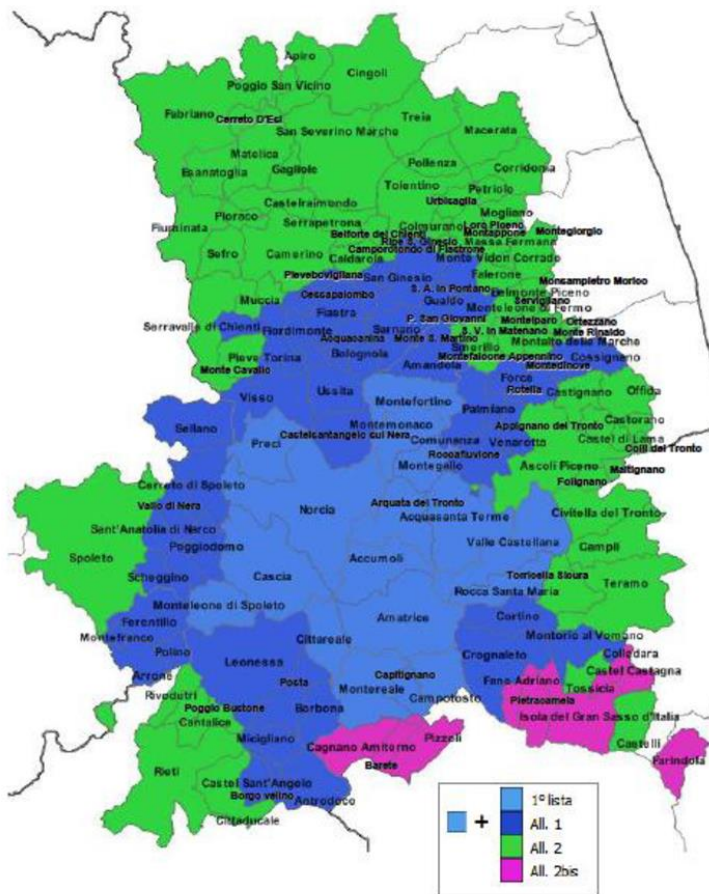 Apiro
Cingoli
Poggio San Vicino
Fabriano
Cerreto D'Esi
Treia
San Severino Marche
Macerata
Matelica
Esanatoglia
Gagliole
Pollenza
Corridonia
Tolentino
Petriolo
Castelraimondo
Urbisaglia
Mogliano
Pioraco
Serrapetrona
Colmurano
Loro Piceno
Fiuminata
Belforte del Chienti
Montappone
Montegiorgio
Ripe S. Ginesio
Massa Fermana
Sefro
Camerino
Camporotondo di Fiastrone
Caldarola
Monte Vidon Corrado
Pievebovigliana
San Ginesio
Falerone
Monsampietro Morico
Muccia
Cessapalombo
S. A. in Pontano
Belmonte Piceno
Gualdo
Servigliano
Fiastra
Monteleone di Fermo
Serravalle di Chienti
Fiordimonte
Sarnano
P. San Giovanni
Montelparo
Ortezzano
Acquacanina
Monte S. Martino
S. V. in Matenano
Monte Rinaldo
Pieve Torina
Bolognola
Smerillo
Montalto delle Marche
Monte Cavallo
Amandola
Montefalcone Appennino
Cossignano
Montedinove
Visso
Ussita
Force
Rotella
Castignano
Offida
Montefortino
Palmiano
Sellano
Montemonaco
Appignano del Tronto
Castorano
Preci
Castelsantangelo sul Nera
Comunanza
Venarotta
Castel di Lama
Colli del Tronto
Roccafluvione
Montegallo
Ascoli Piceno
Maltignano
Cerreto di Spoleto
Folignano
Vallo di Nera
Norcia
Arquata del Tronto
Acquasanta Terme
Civitella del Tronto
Sant'Anatolia di Narco
Spoleto
Poggiodomo
Valle Castellana
Campli
Accumoli
Scheggino
Cascia
Torricella Sicura
Teramo
Rocca Santa Maria
Monteleone di Spoleto
Ferentillo
Amatrice
Cortino
Montefranco
Cittareale
Montorio al Vomano
Polino
Leonessa
Crognaleto
Colledara
Arrone
Posta
Capitignano
Fano Adriano
Castel Castagna
Rivodutri
Montereale
Campotosto
Pietracamela
Tossicia
Poggio Bustone
Borbona
Isola del Gran Sasso d'Italia
Cantalice
Micigliano
Pizzoli
Cagnano Amiterno
Castelli
Rieti
Barete
Farindola
Castel Sant'Angelo
Borgo velino
Antrodoco
Cittaducale
1º lista
+
All. 1
All. 2
All. 2bis